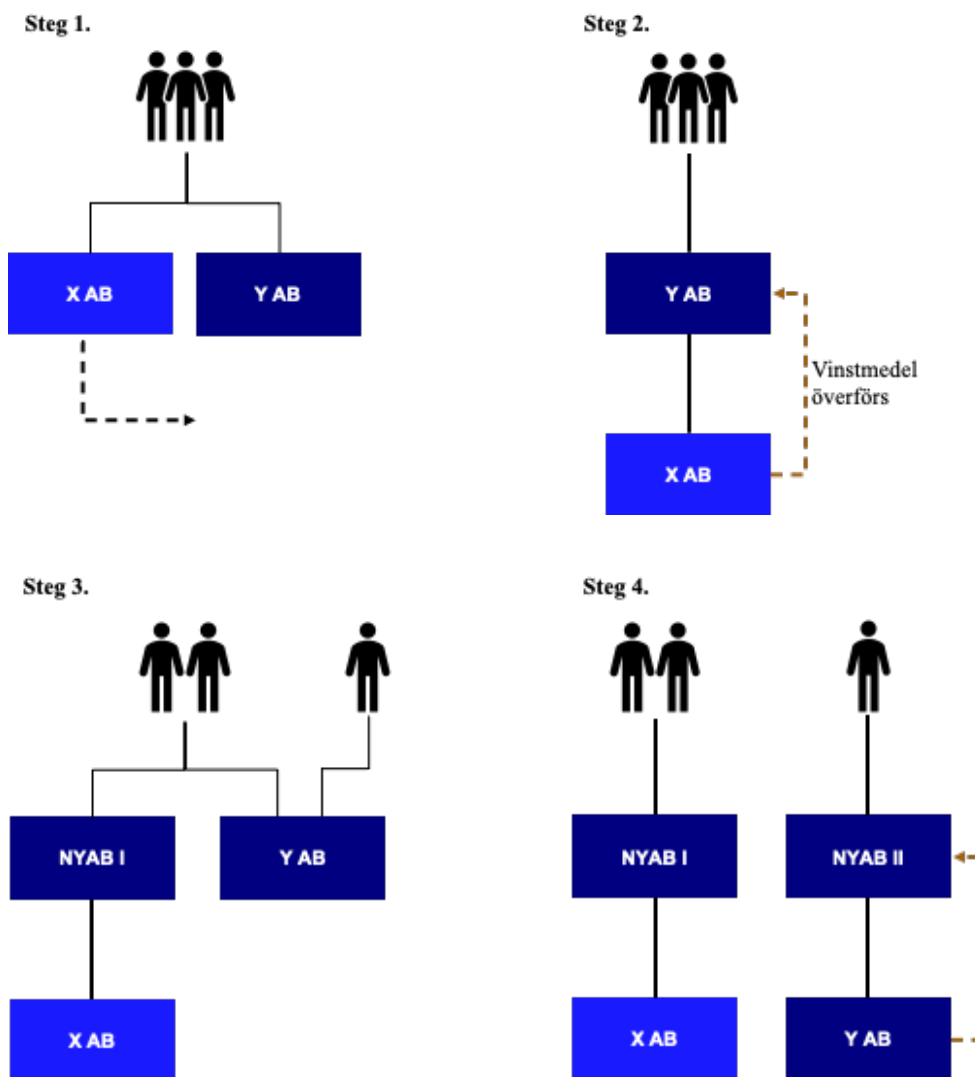 Steg 1.
Steg 2.
X AB
Y AB
Y AB
Vinstmedel
överförs
X AB
Steg 3.
Steg 4.
NYAB I
Y AB
NYAB I
NYAB II
X AB
X AB
Y AB